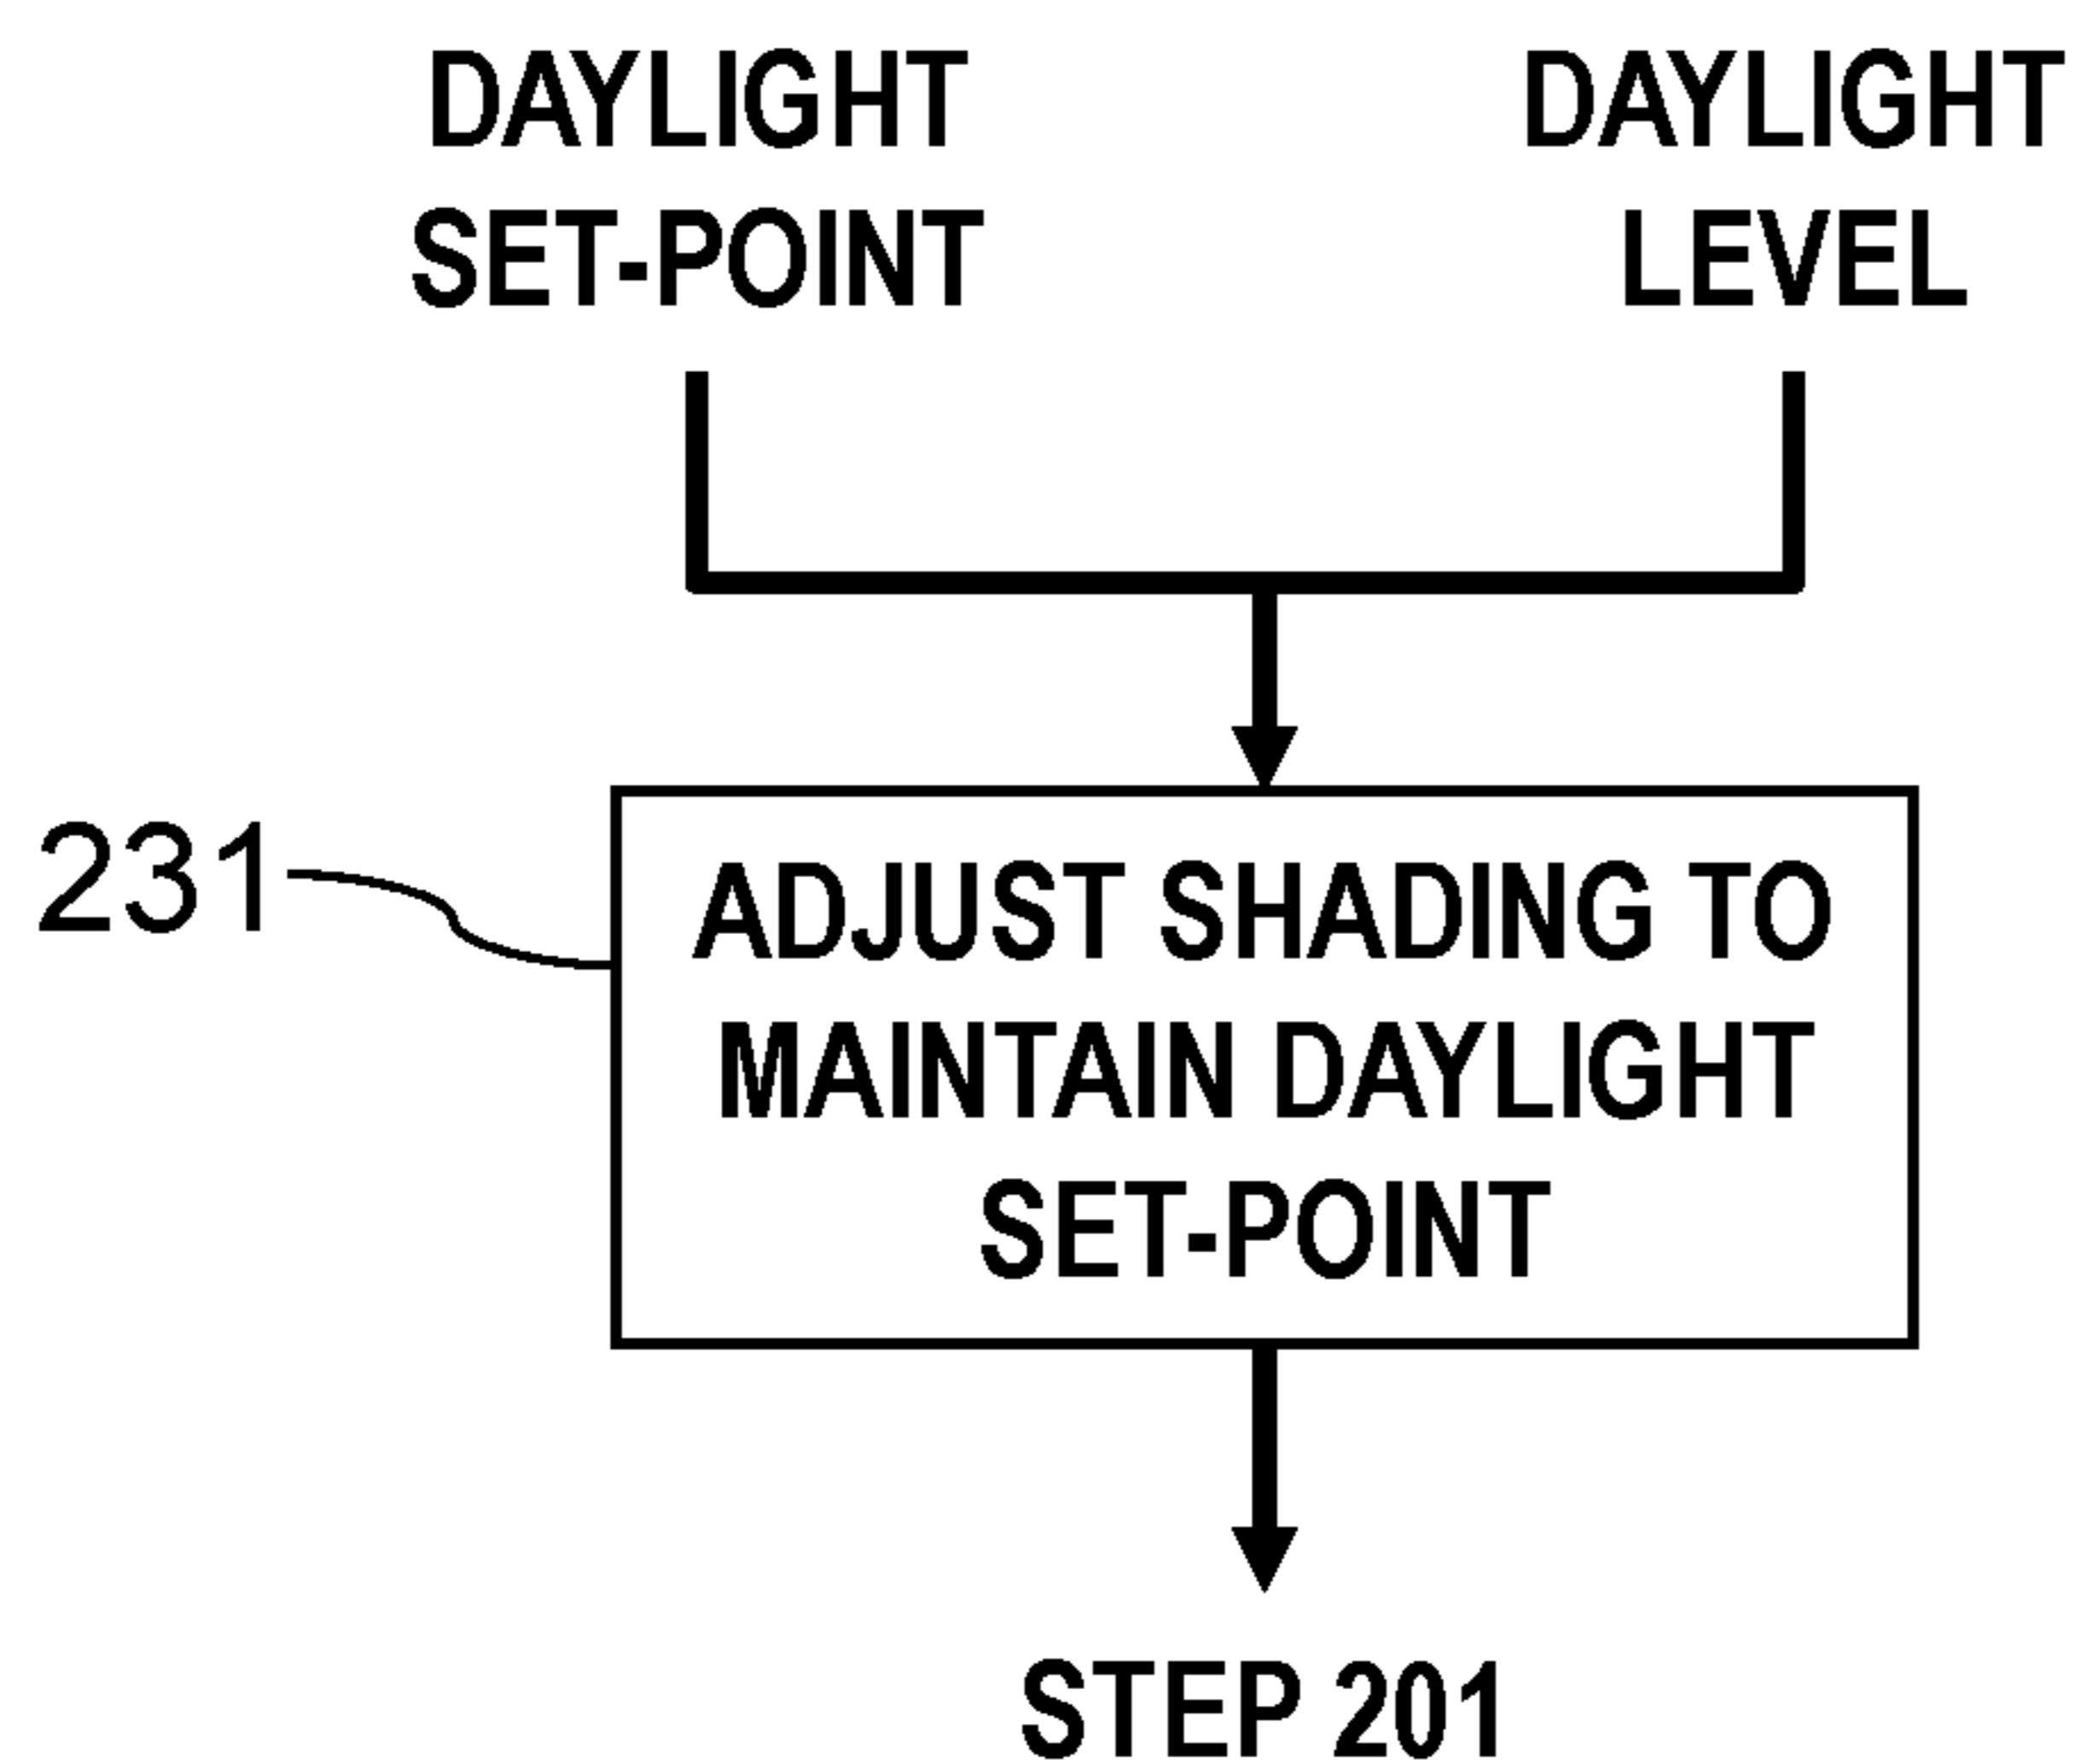 DAYLIGHT
SET-POINT
DAYLIGHT
LEVEL
231
ADJUST SHADING TO
MAINTAIN DAYLIGHT
SET-POINT
STEP 201